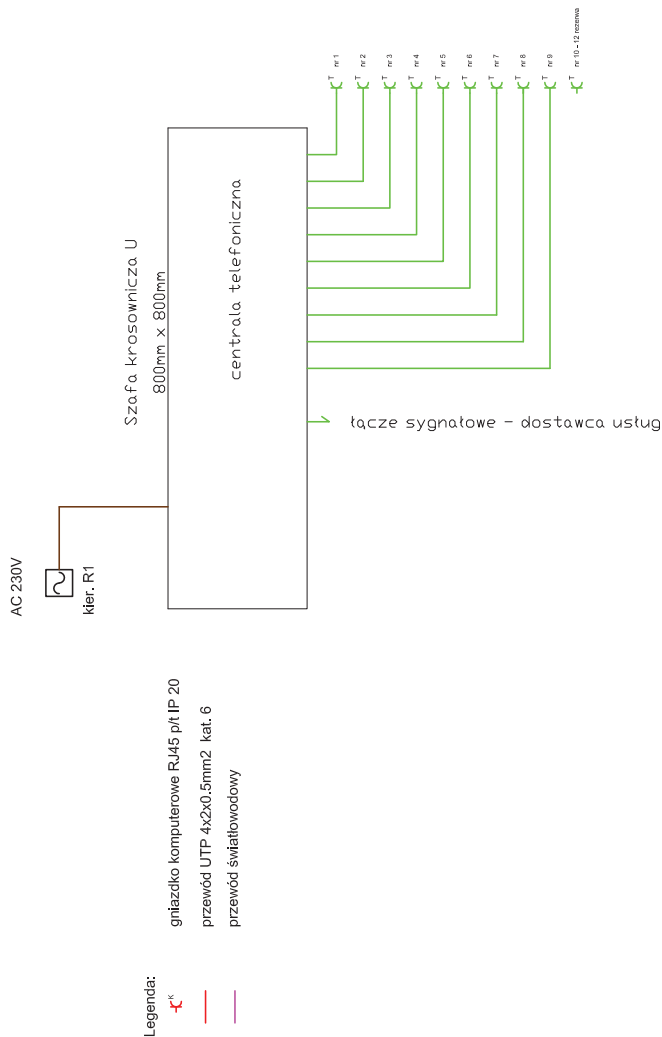 T nr 1
T nr 2
T nr 3
T nr 4
T nr 5
T nr 6
T nr 7
T nr 8
T nr 9
T nr 10 - 12 rezerwa
Szafa krosownicza U
800mm x 800mm
centrala telefoniczna
łącze sygnałowe - dostawca usług
AC 230V
kier. R1
Legenda:
K
gniazdko komputerowe RJ45 p/t IP 20
przewód UTP 4x2x0.5mm2 kat. 6
przewód światłowodowy